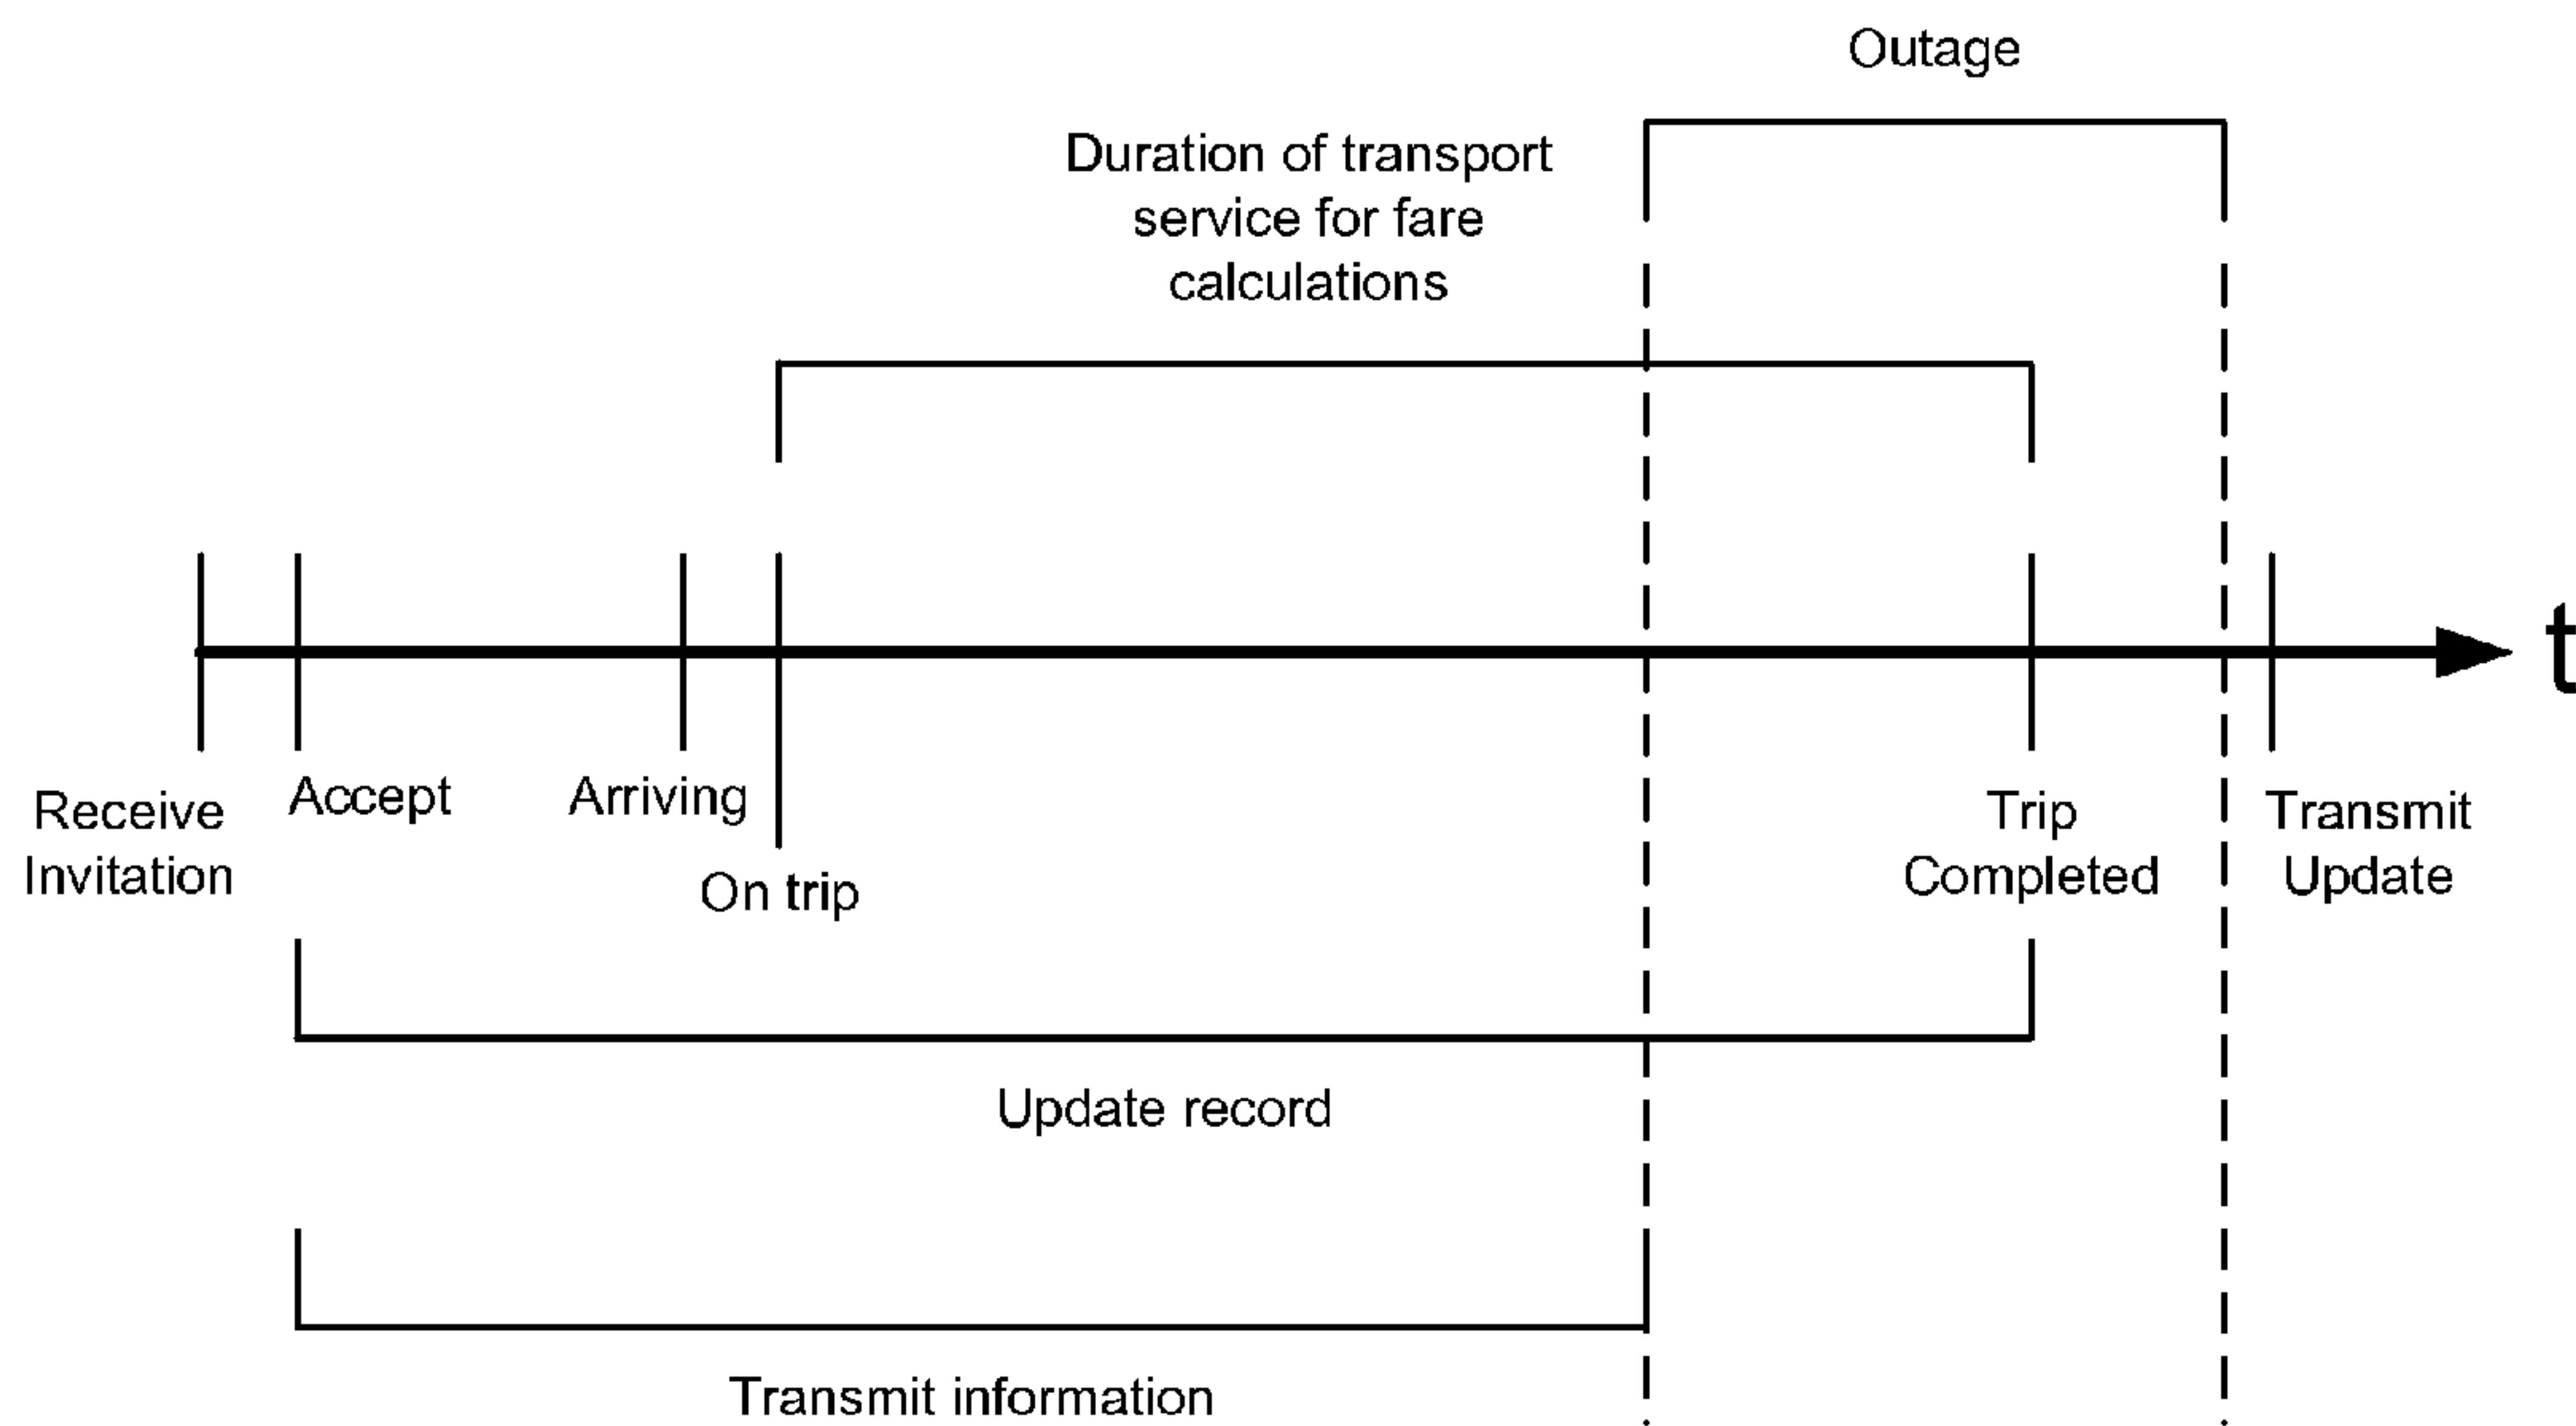 Outage
Duration of transport
service for fare
calculations
t
Receive
Invitation
Accept
Arriving
On trip
Trip
Completed
Transmit
Update
Update record
Transmit information